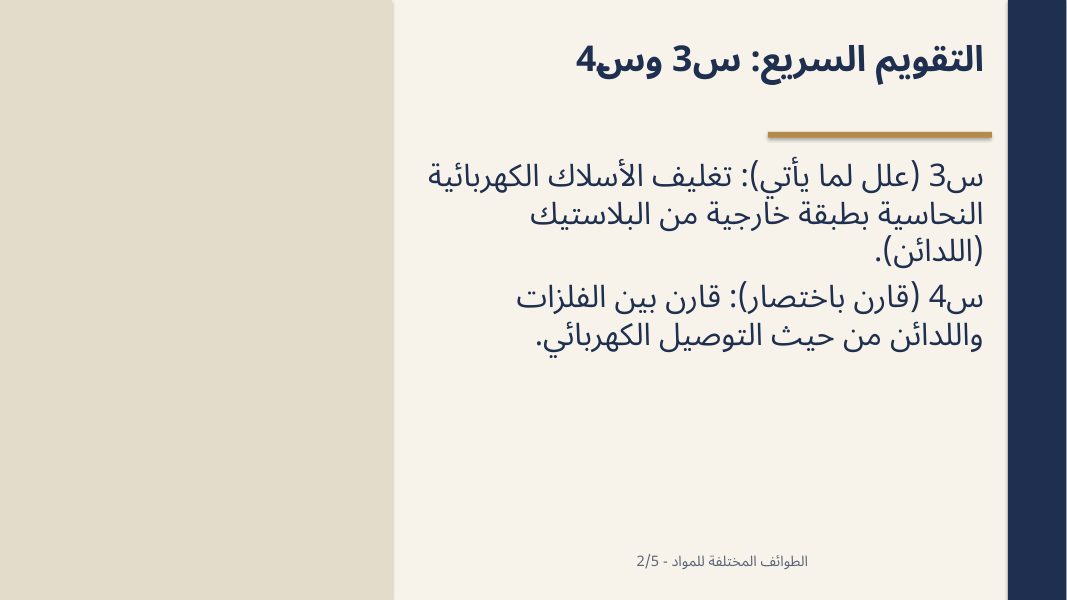 التقويم السريع: س3 وس4
س3 (علل لما يأتي): تغليف الأسلاك الكهربائية
النحاسية بطبقة خارجية من البلاستيك
(اللدائن).
س4 (قارن باختصار): قارن بين الفلزات
واللدائن من حيث التوصيل الكهربائي.
الطوائف المختلفة للمواد - 2/5